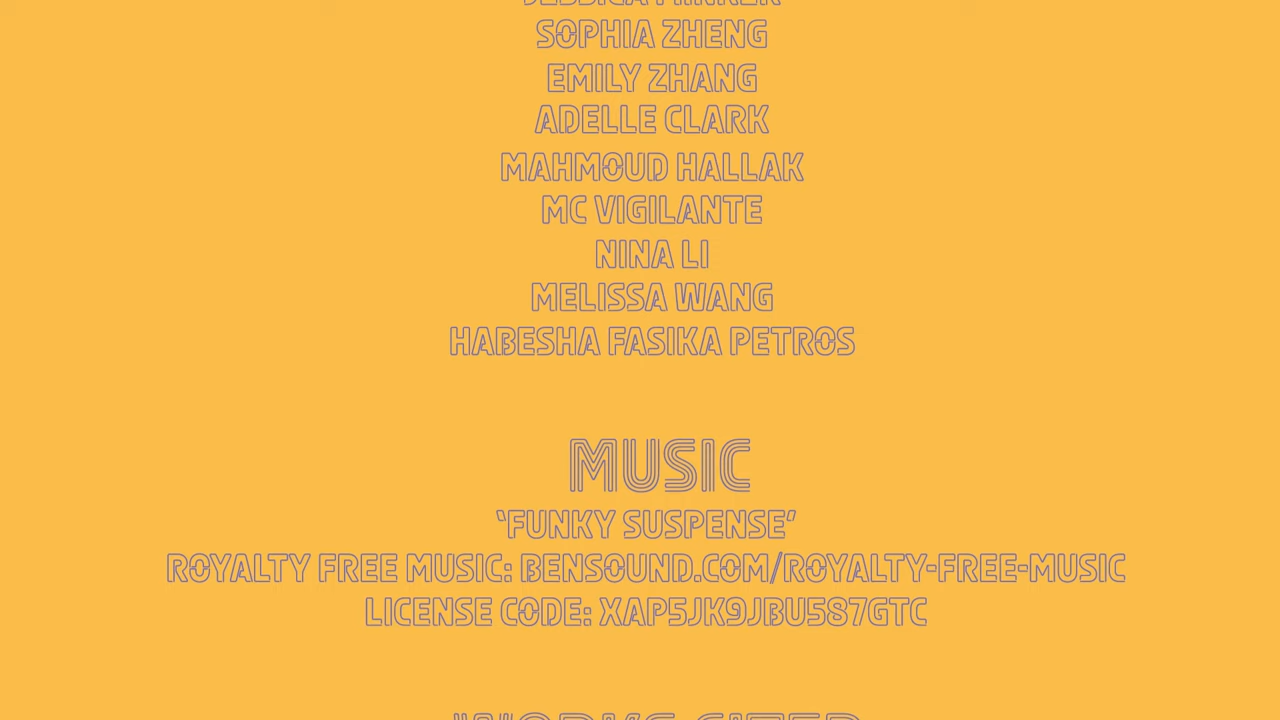 SOPHIA ZHENG
EMILY ZHANG
ADELLE CLARK
MAHMOUD HALLAK
MC VIGILANTE
NINA LI
MELISSA WANG
HABESHA FASIKA PETROS
MUSIC
'FUNKY SUSPENSE'
ROYALTY FREE MUSIC: BENSOUND.COM/ROYALTY-FREE-MUSIC
LICENSE CODE: XAP5JK9JBU587GTC